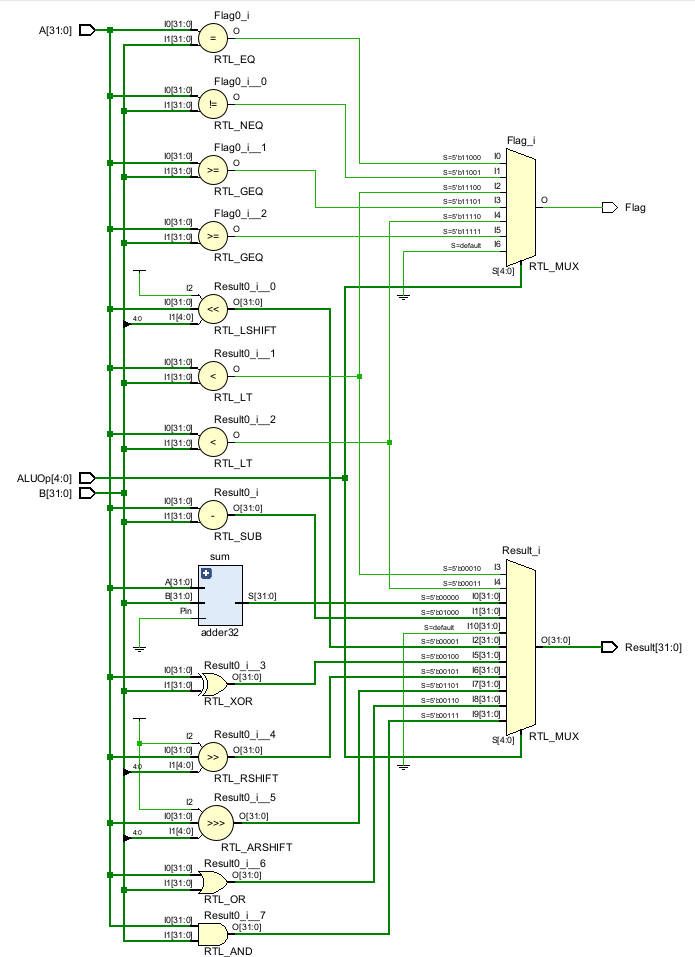 Flag0_i
A[31:0]
I0[31:0]
I1[31:0]
=
O
RTL_EQ
Flag0_i__0
I0[31:0]
I1[31:0]
!=
O
RTL_NEQ
Flag0_i__1
I0[31:0]
I1[31:0]
>=
O
RTL_GEQ
Flag0_i__2
I0[31:0]
I1[31:0]
>=
O
RTL_GEQ
Flag_i
S=5'b11000 I0
S=5'b11001 I1
S=5'b11100 I2
S=5'b11101 I3
S=5'b11110 I4
S=5'b11111 I5
S=default I6
S[4:0]
O
Flag
RTL_MUX
Result0_i__0
I2
I0[31:0]
4:0 I1[4:0]
<<
O[31:0]
RTL_LSHIFT
Result0_i__1
I0[31:0]
I1[31:0]
<
O
RTL_LT
Result0_i__2
I0[31:0]
I1[31:0]
<
O
RTL_LT
ALUOp[4:0]
B[31:0]
Result0_i
I0[31:0]
I1[31:0]
-
O[31:0]
RTL_SUB
sum
+
A[31:0]
B[31:0]
Pin
S[31:0]
adder32
Result_i
S=5'b00010 I3
S=5'b00011 I4
S=5'b00000 I0[31:0]
S=5'b01000 I1[31:0]
S=default I10[31:0]
S=5'b00001 I2[31:0]
S=5'b00100 I5[31:0]
S=5'b00101 I6[31:0]
S=5'b01101 I7[31:0]
S=5'b00110 I8[31:0]
S=5'b00111 I9[31:0]
S[4:0]
O[31:0]
Result[31:0]
RTL_MUX
Result0_i__3
I0[31:0]
I1[31:0]
O[31:0]
RTL_XOR
Result0_i__4
I2
I0[31:0]
4:0 I1[4:0]
>>
O[31:0]
RTL_RSHIFT
Result0_i__5
I2
I0[31:0]
4:0 I1[4:0]
>>>
O[31:0]
RTL_ARSHIFT
Result0_i__6
I0[31:0]
I1[31:0]
O[31:0]
RTL_OR
Result0_i__7
I0[31:0]
I1[31:0]
O[31:0]
RTL_AND